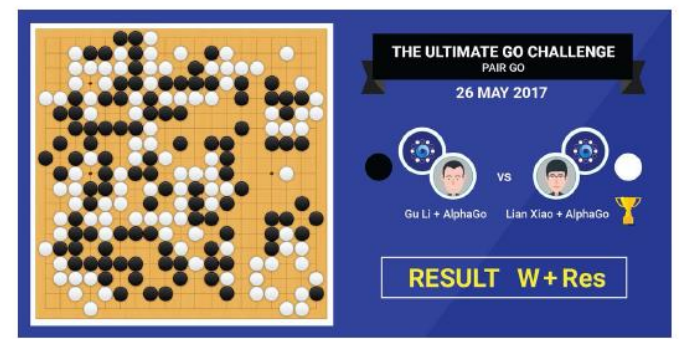 THE ULTIMATE GO CHALLENGE
PAIR GO
26 MAY 2017
VS
Gu Li + AlphaGo
Lian Xiao + AlphaGo
RESULT W + Res